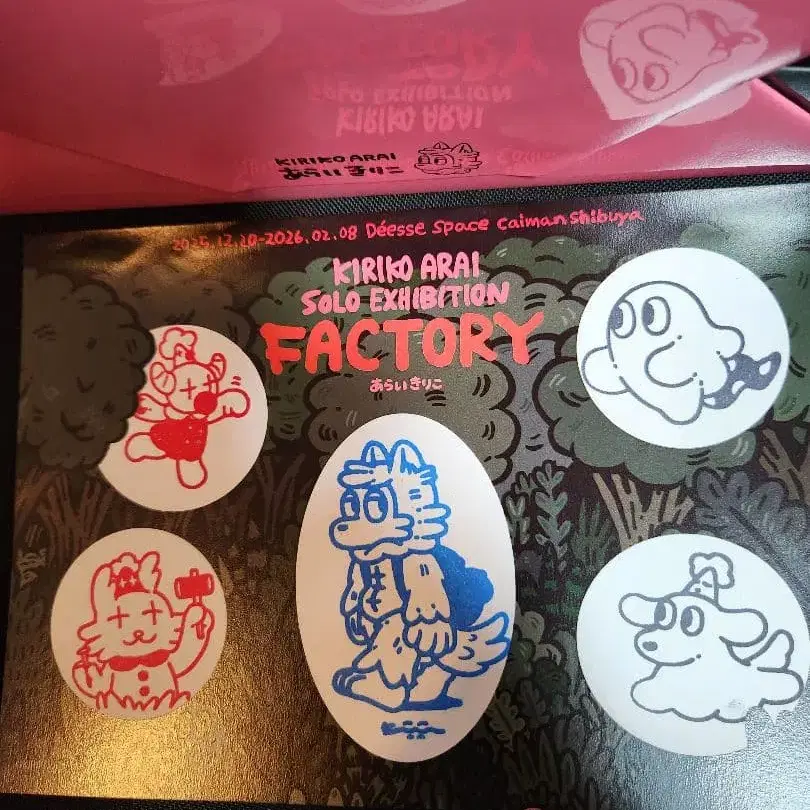 KIRIKO ARAI
あらいきりこ
2025.12.20-2026.02.08 Déesse Space Caiman Shibuya
KIRIKO ARAI
SOLO EXHIBITION
FACTORY
あらいきりこ